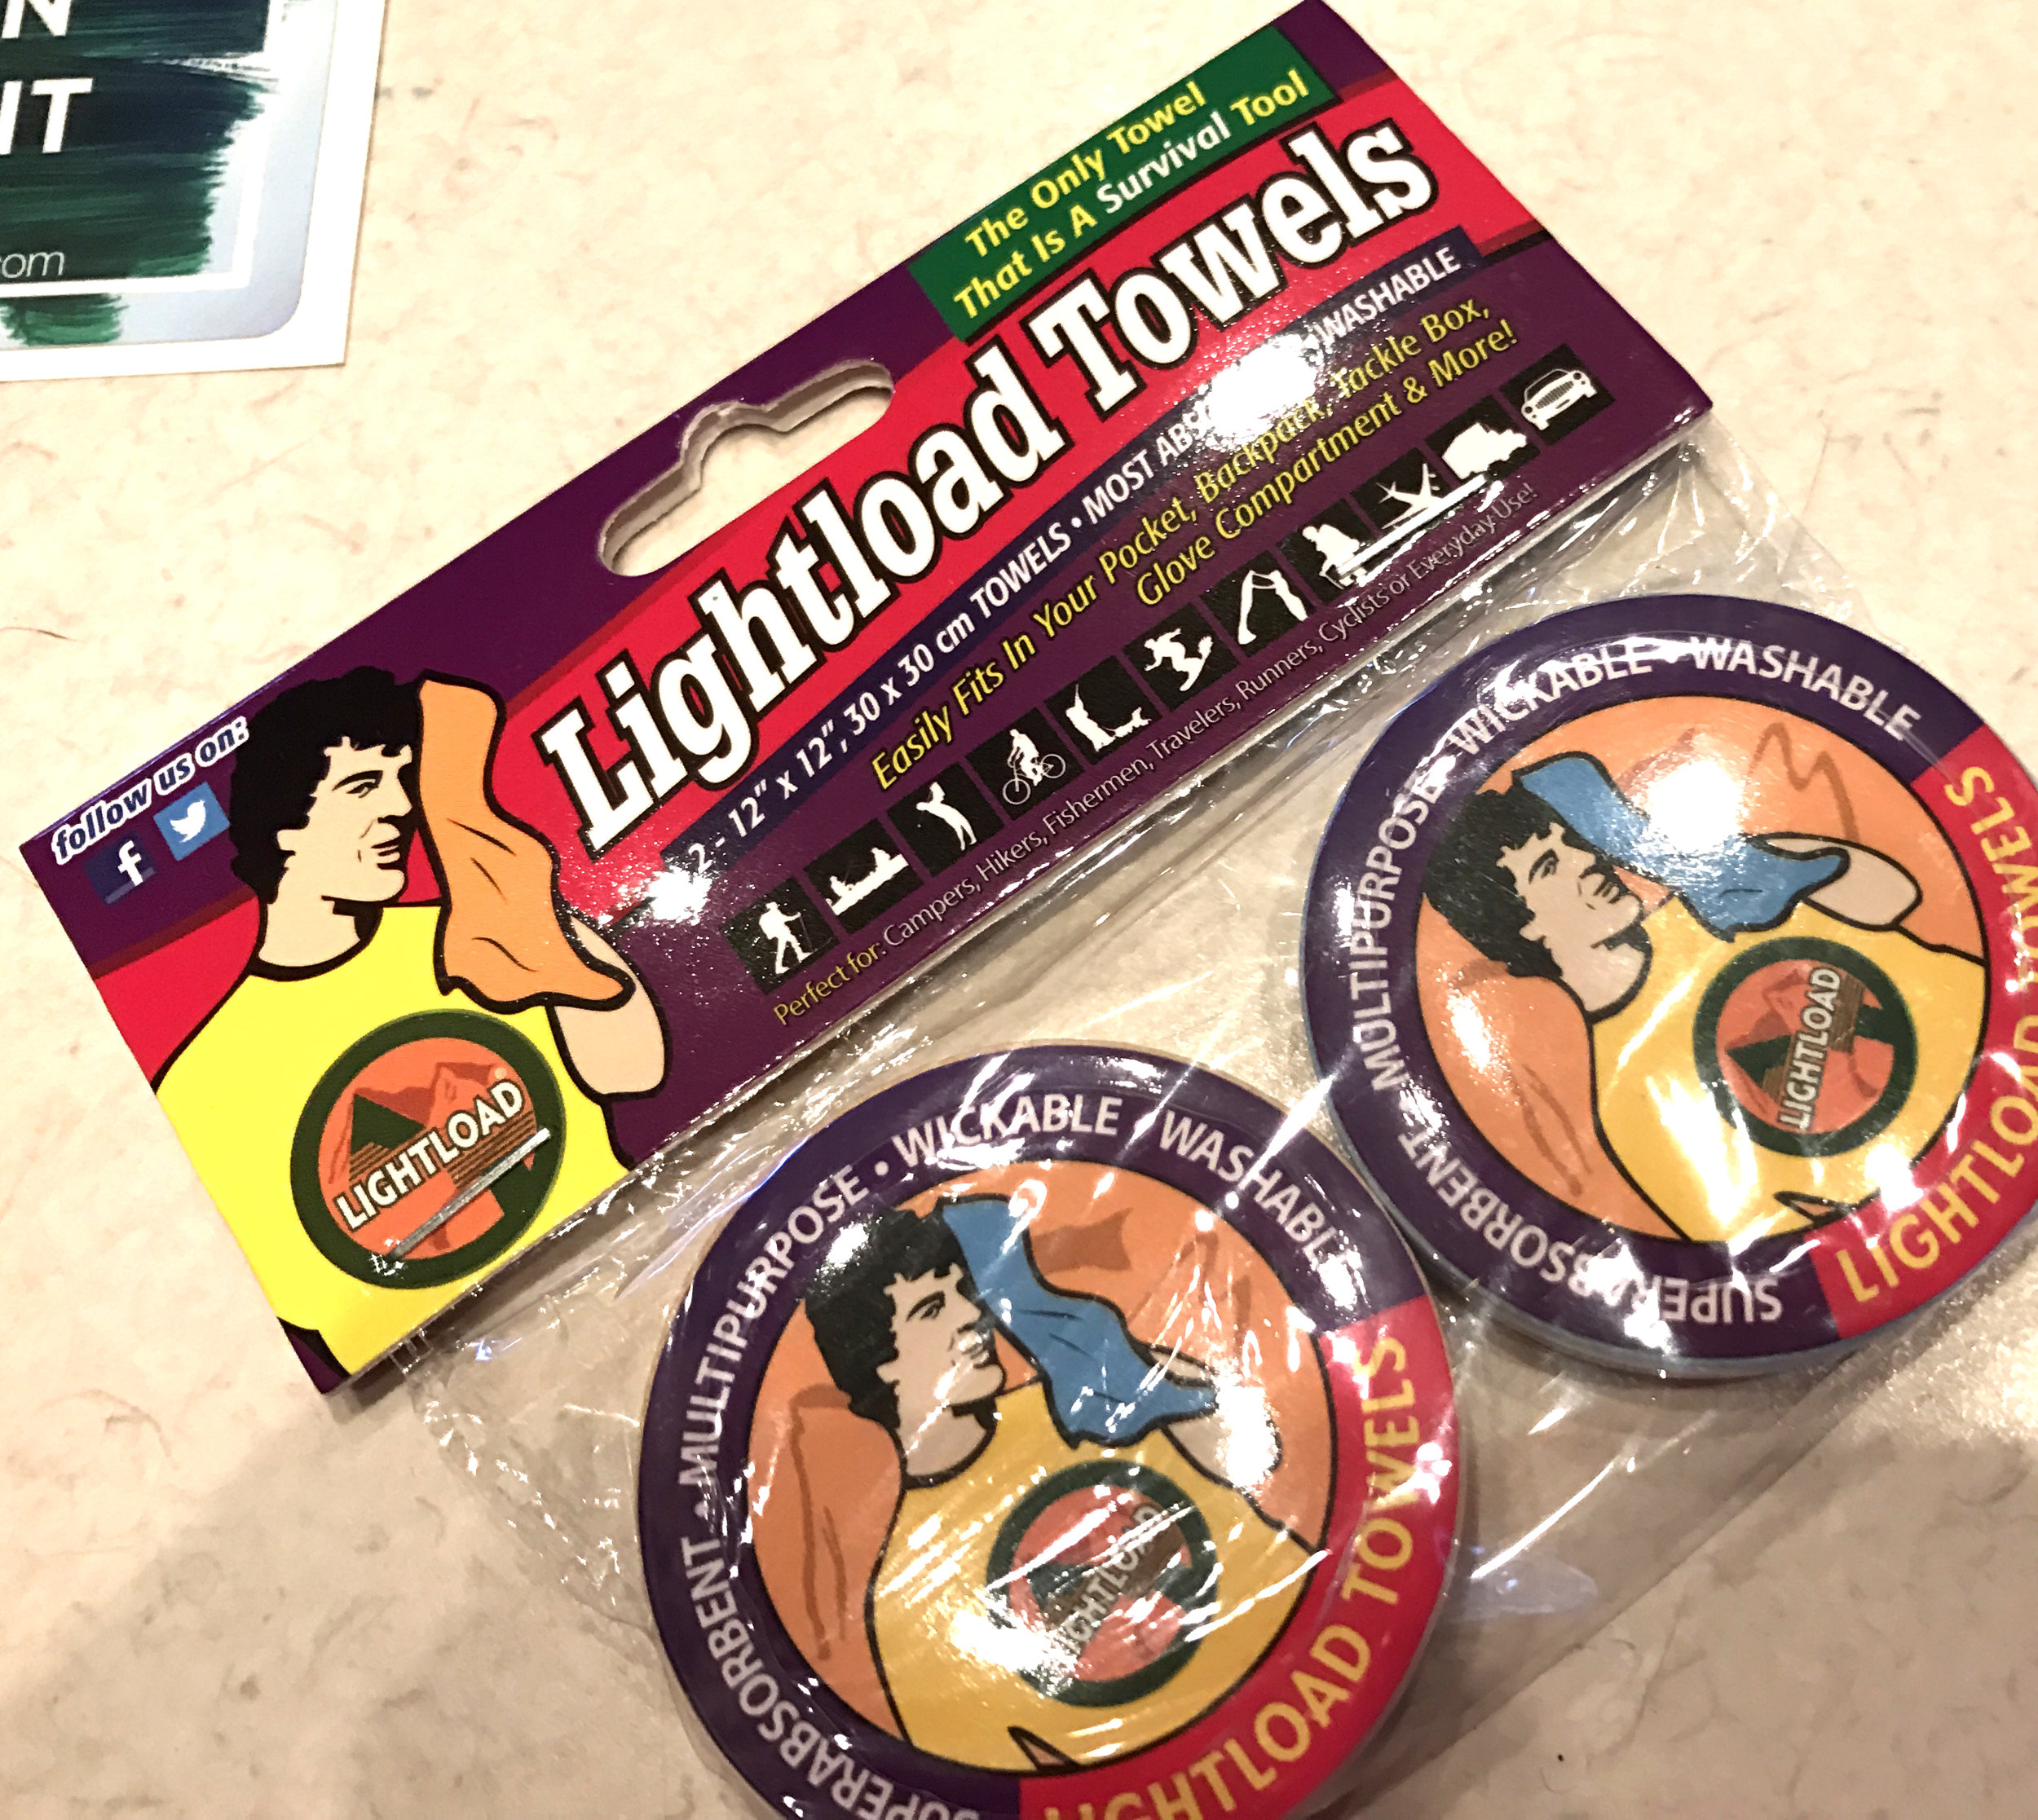 N
IT
com
The Only Towel
That Is A Survival Tool
Lightload Towels
2 - 12" x 12", 30 x 30 cm TOWELS • MOST WASHABLE
Easily Fits In Your Pocket, Backpack, Tackle Box,
Glove Compartment & More!
Perfect for: Campers, Hikers, Fishermen, Travelers, Runners, Cyclists or Everyday Use!
follow us on:
f
LIGHTLOAD
SUPERABSORBENT • MULTIPURPOSE • WICKABLE • WASHABLE
LIGHTLOAD TOWELS
LIGHTLOAD
SUPERABSORBENT • MULTIPURPOSE • WICKABLE • WASHABLE
LIGHTLOAD TOWELS
LIGHTLOAD